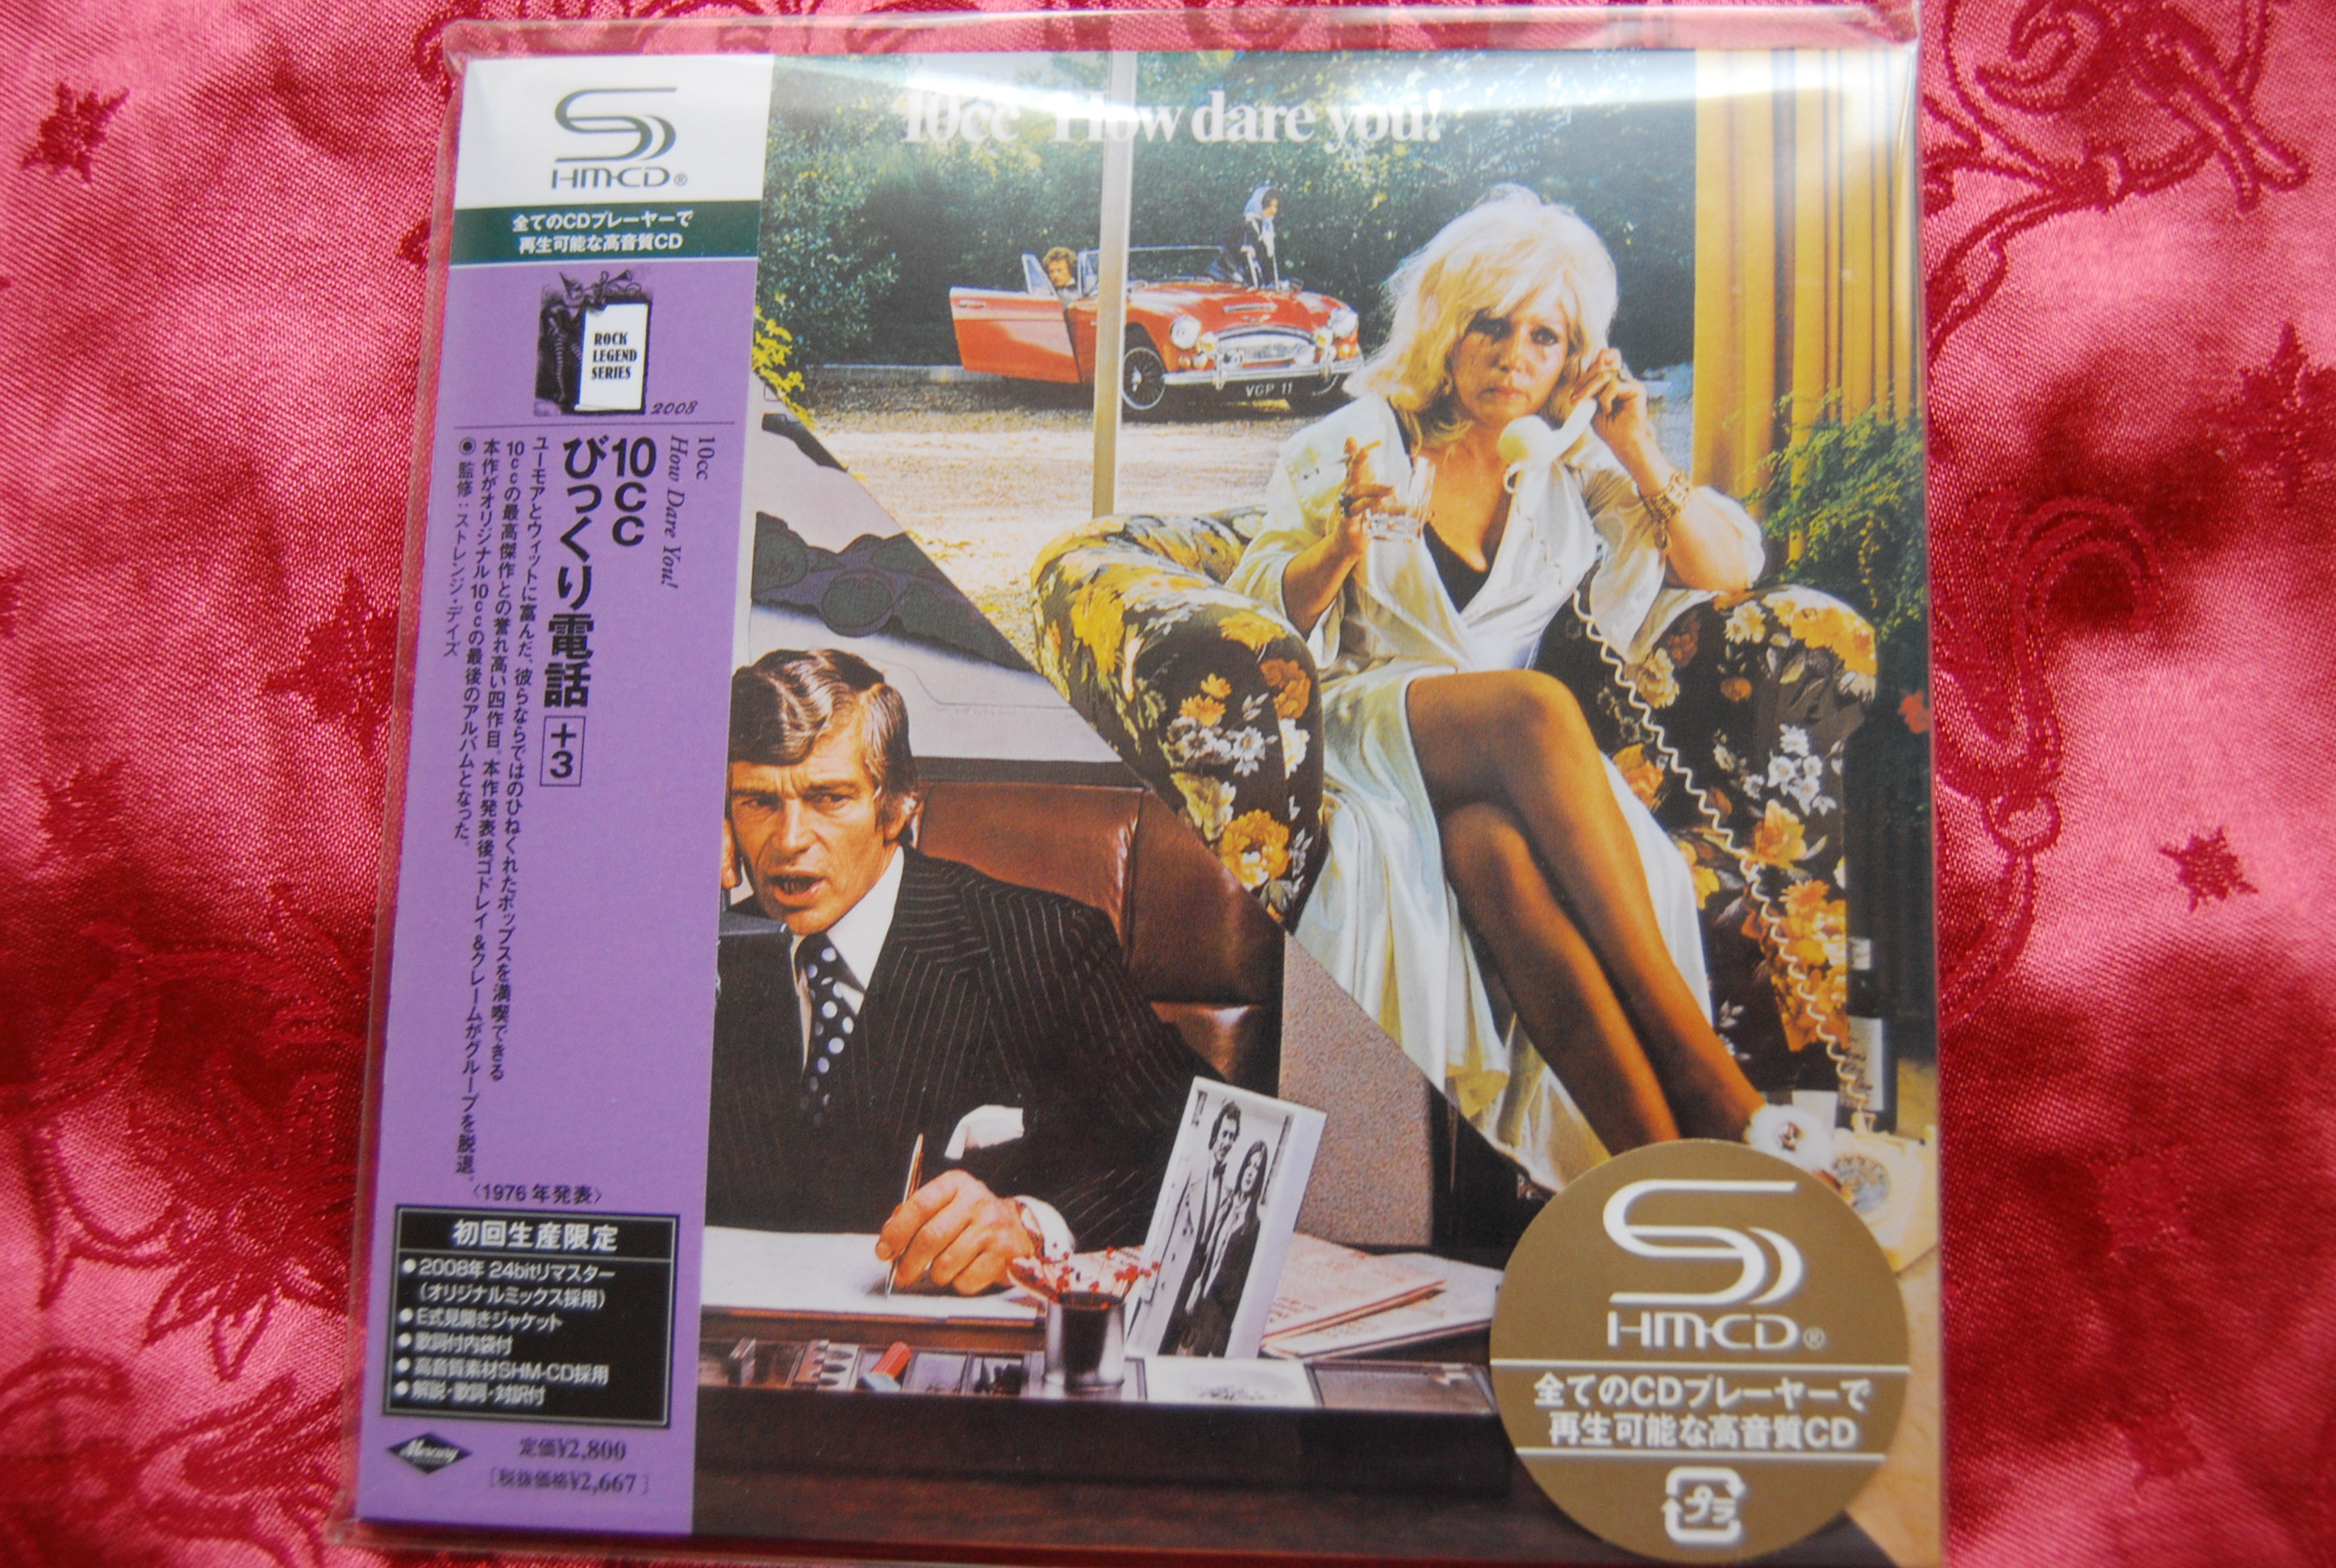 HM-CD®
全てのCDプレーヤーで
再生可能な高音質CD
ROCK
LEGEND
SERIES
2008
10cc
How Dare You!
10cc
びっくり電話
+3
ユーモアとウィットに富んだ、彼らならではのひねくれたポップスを満喫できる
10ccの最高傑作との誉れ高い四作目。本作発表後ゴドレイ&クレームがグループを脱退。
本作がオリジナル10ccの最後のアルバムとなった。
◉監修:ストレンジ・デイズ
〈1976年発表〉
初回生産限定
●2008年 24bitリマスター
(オリジナルミックス採用)
●E式見開きジャケット
●歌詞付内袋付
●高音質素材SHM-CD採用
●解説・歌詞・対訳付
Mercury
定価¥2,800
[税抜価格¥2,667]
10cc How dare you!
VGP 11
HM-CD®
全てのCDプレーヤーで
再生可能な高音質CD
プラ